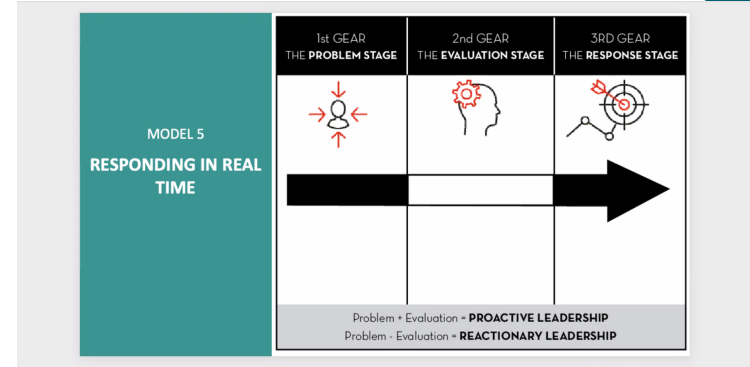 MODEL 5
RESPONDING IN REAL
TIME
1st GEAR
THE PROBLEM STAGE
2nd GEAR
THE EVALUATION STAGE
3RD GEAR
THE RESPONSE STAGE
Problem + Evaluation = PROACTIVE LEADERSHIP
Problem - Evaluation = REACTIONARY LEADERSHIP